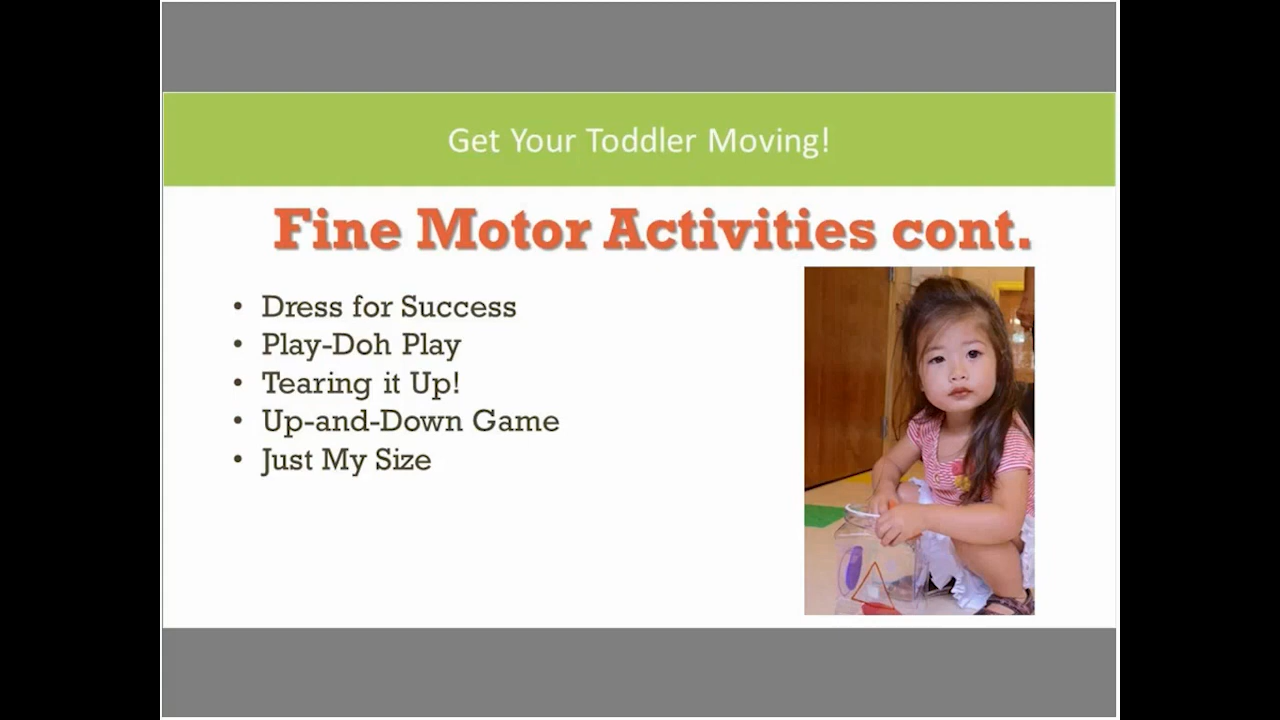 Get Your Toddler Moving!
Fine Motor Activities cont.
• Dress for Success
• Play-Doh Play
• Tearing it Up!
• Up-and-Down Game
• Just My Size